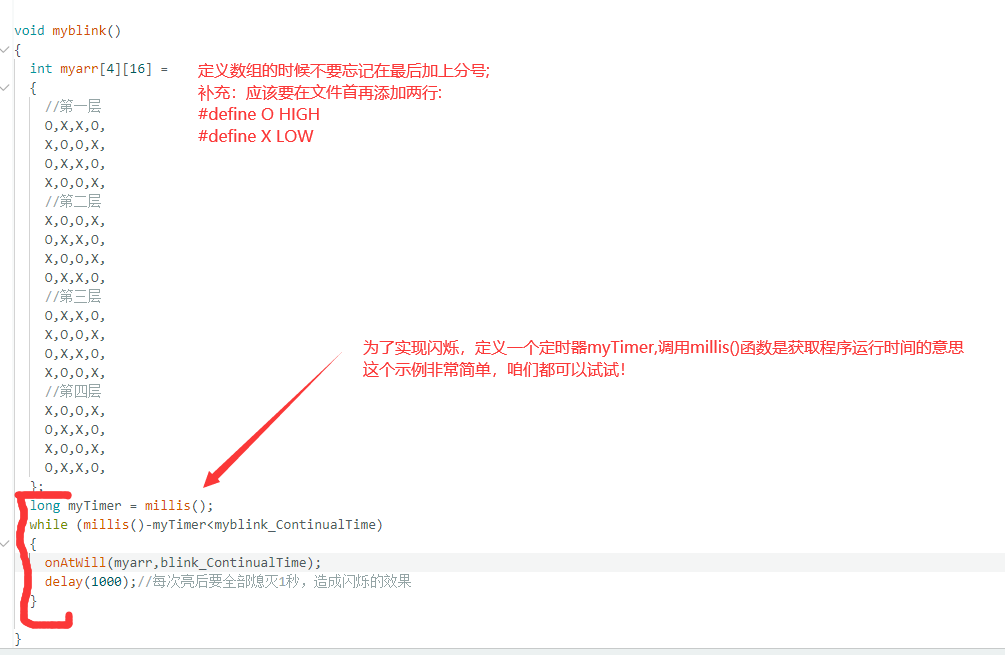 void myblink()
{
int myarr[4][16] =
定义数组的时候不要忘记在最后加上分号;
{
补充：应该要在文件首再添加两行:
//第一层
#define O HIGH
O,X,X,O,
#define X LOW
X,O,O,X,
O,X,X,O,
X,O,O,X,
//第二层
X,O,O,X,
O,X,X,O,
X,O,O,X,
O,X,X,O,
//第三层
O,X,X,O,
X,O,O,X,
为了实现闪烁，定义一个定时器myTimer,调用millis()函数是获取程序运行时间的意思
O,X,X,O,
这个示例非常简单，咱们都可以试试！
X,O,O,X,
//第四层
X,O,O,X,
O,X,X,O,
X,O,O,X,
O,X,X,O,
};
long myTimer = millis();
while (millis()-myTimer<myblink_ContinualTime)
{
onAtWill(myarr,blink_ContinualTime);
delay(1000);//每次亮后要全部熄灭1秒，造成闪烁的效果
}
}